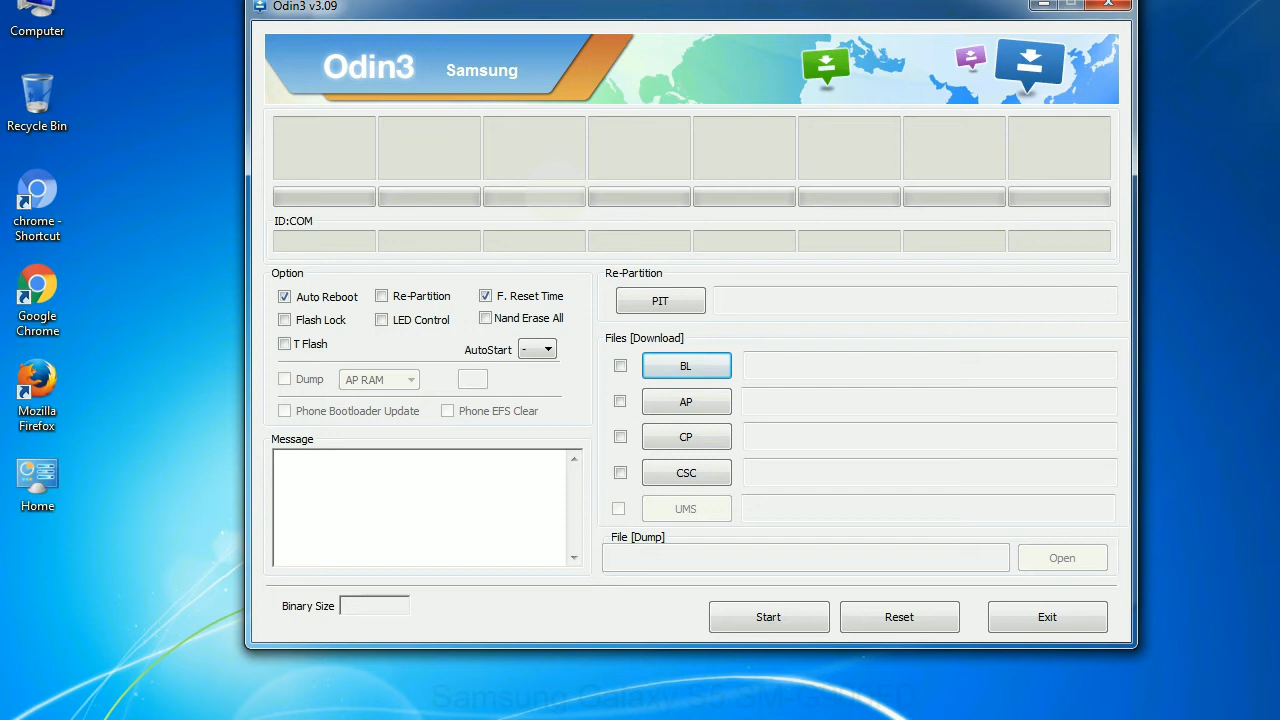 Odin3 v3.09
Computer
Recycle Bin
chrome -
Shortcut
Google
Chrome
Mozilla
Firefox
Home
Odin3 Samsung
ID:COM
Option
Auto Reboot Re-Partition F. Reset Time
Flash Lock LED Control Nand Erase All
T Flash AutoStart -
Dump AP RAM
Phone Bootloader Update Phone EFS Clear
Message
Re-Partition
PIT
Files [Download]
BL
AP
CP
CSC
UMS
File [Dump]
Open
Binary Size
Start Reset Exit
Samsung Galaxy S5